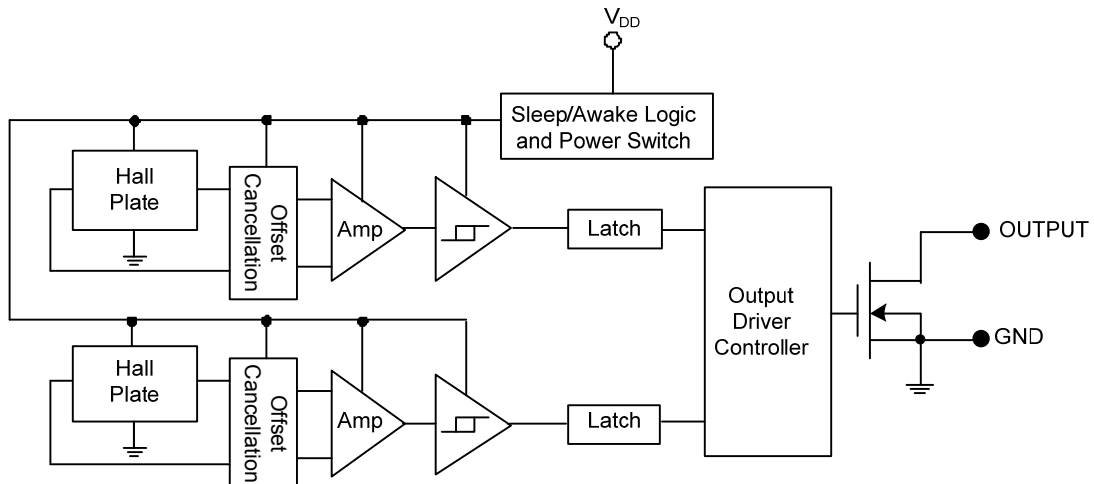 VDD
Sleep/Awake Logic
and Power Switch
Hall
Plate
Offset
Cancellation
Amp
Latch
OUTPUT
Output
Driver
Controller
GND
Hall
Plate
Offset
Cancellation
Amp
Latch